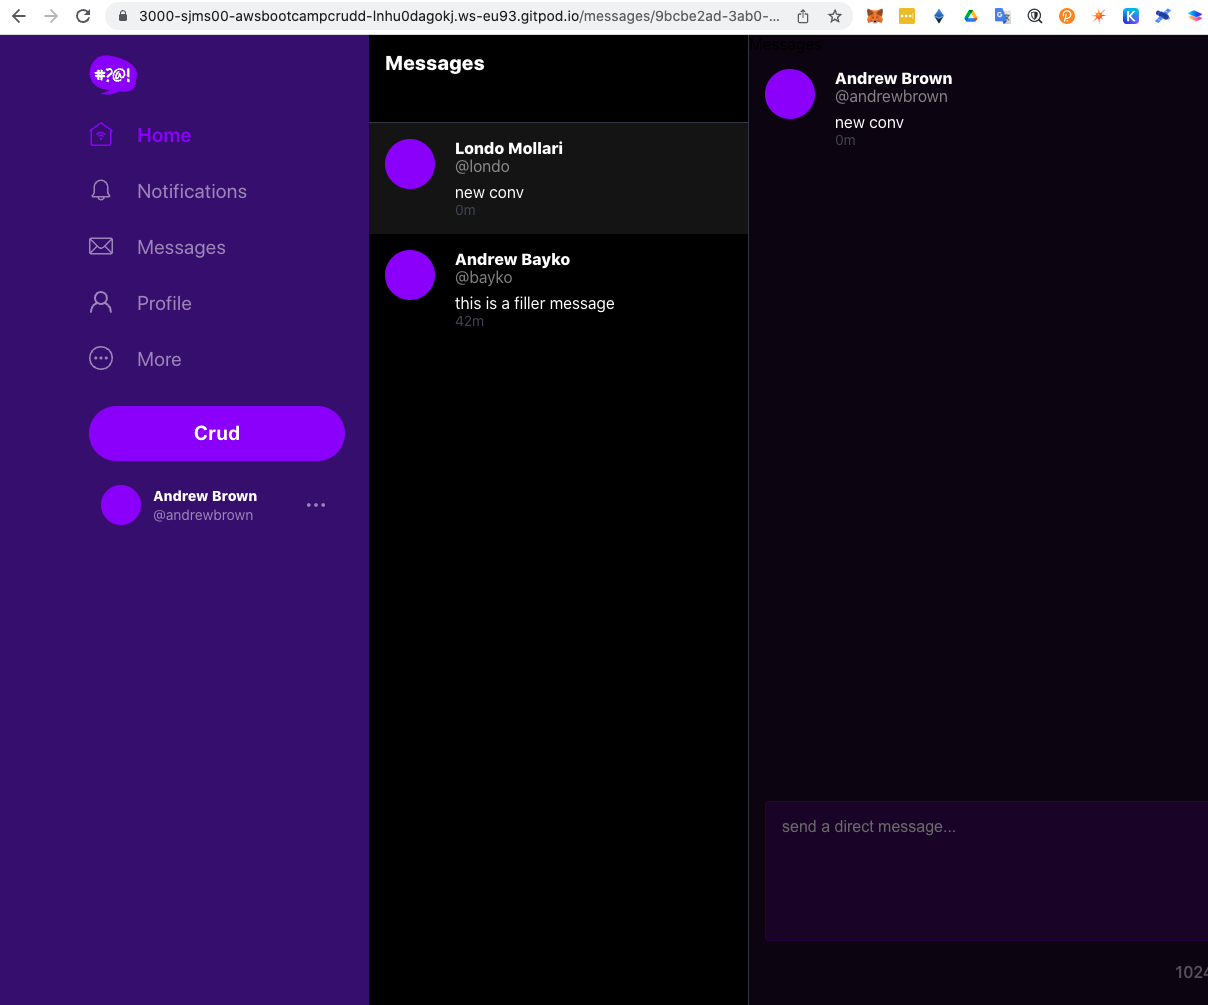 3000-sjms00-awsbootcampcrudd-lnhu0dagokj.ws-eu93.gitpod.io/messages/9bcbe2ad-3ab0-...
#?@!
Home
Notifications
Messages
Profile
More
Crud
Andrew Brown
@andrewbrown
Messages
Londo Mollari
@londo
new conv
0m
Andrew Bayko
@bayko
this is a filler message
42m
Messages
Andrew Brown
@andrewbrown
new conv
0m
send a direct message...
1024